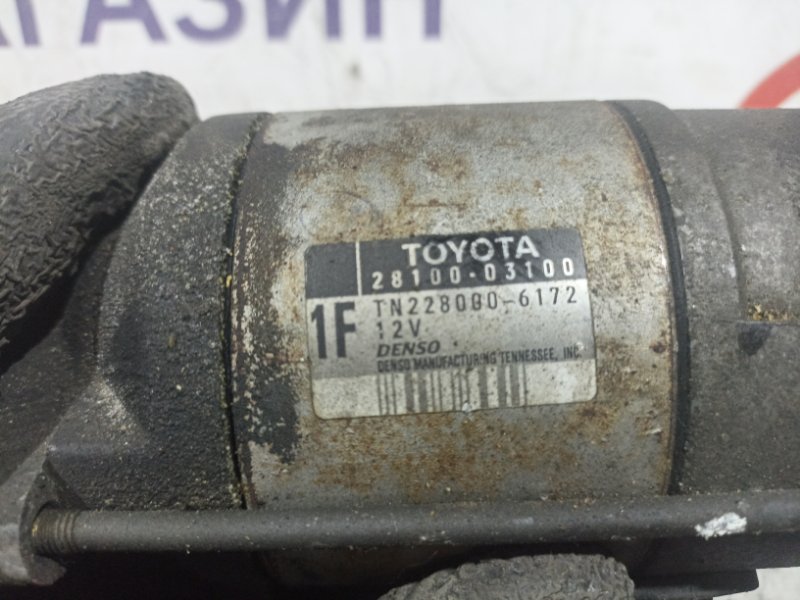 АГАЗИН
TOYOTA
28100-03100
1F
TN228000-6172
12V
DENSO
DENSO MANUFACTURING TENNESSEE, INC.